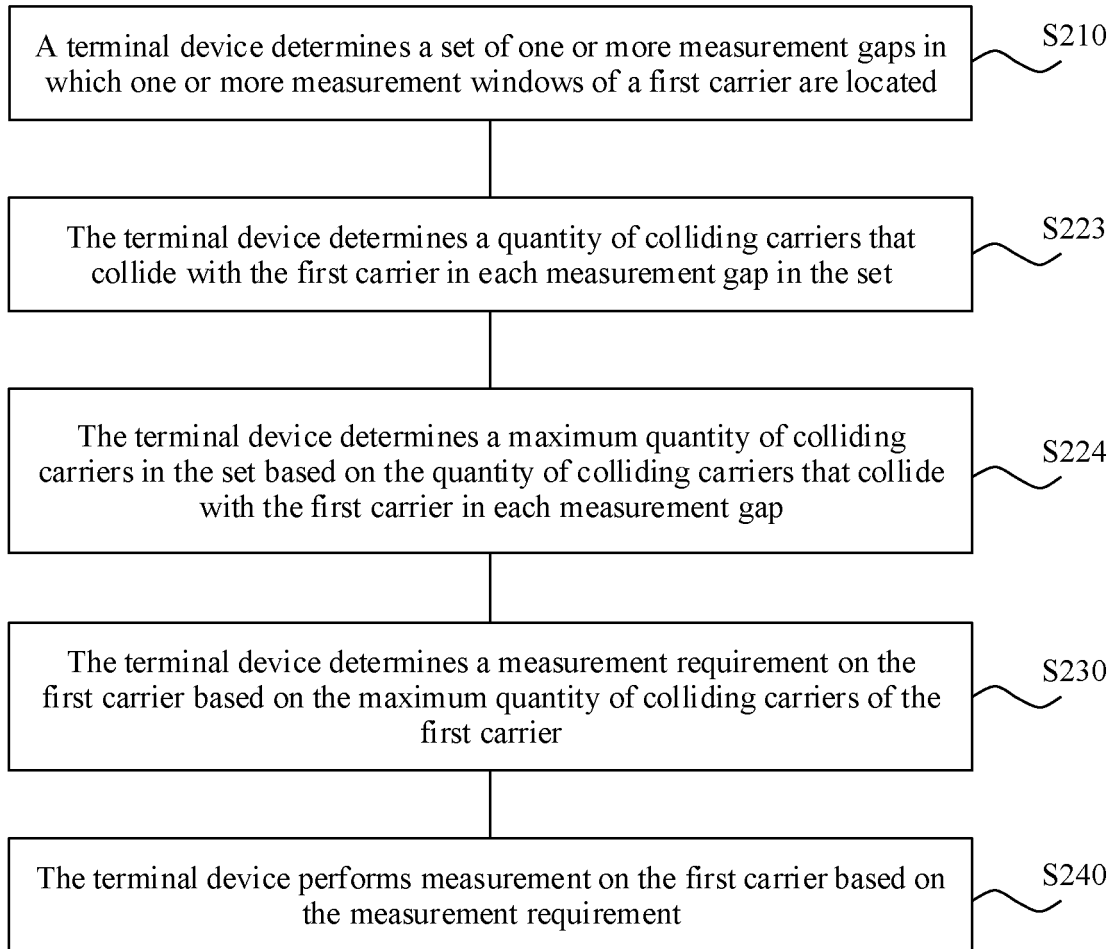 A terminal device determines a set of one or more measurement gaps in
which one or more measurement windows of a first carrier are located
S210
The terminal device determines a quantity of colliding carriers that
collide with the first carrier in each measurement gap in the set
S223
The terminal device determines a maximum quantity of colliding
carriers in the set based on the quantity of colliding carriers that collide
with the first carrier in each measurement gap
S224
The terminal device determines a measurement requirement on the
first carrier based on the maximum quantity of colliding carriers of the
first carrier
S230
The terminal device performs measurement on the first carrier based on
the measurement requirement
S240